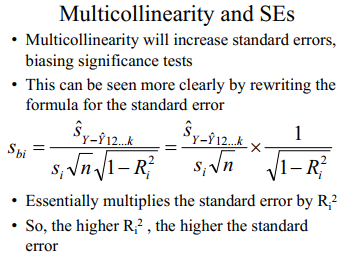 Multicollinearity and SEs
• Multicollinearity will increase standard errors,
biasing significance tests
• This can be seen more clearly by rewriting the
formula for the standard error
s_{bi} = \frac{\hat{s}_{Y-\hat{Y}12...k}}{s_i\sqrt{n}\sqrt{1-R_i^2}} = \frac{\hat{s}_{Y-\hat{Y}12...k}}{s_i\sqrt{n}} × \frac{1}{\sqrt{1-R_i^2}}
• Essentially multiplies the standard error by R_i^2
• So, the higher R_i^2 , the higher the standard
error